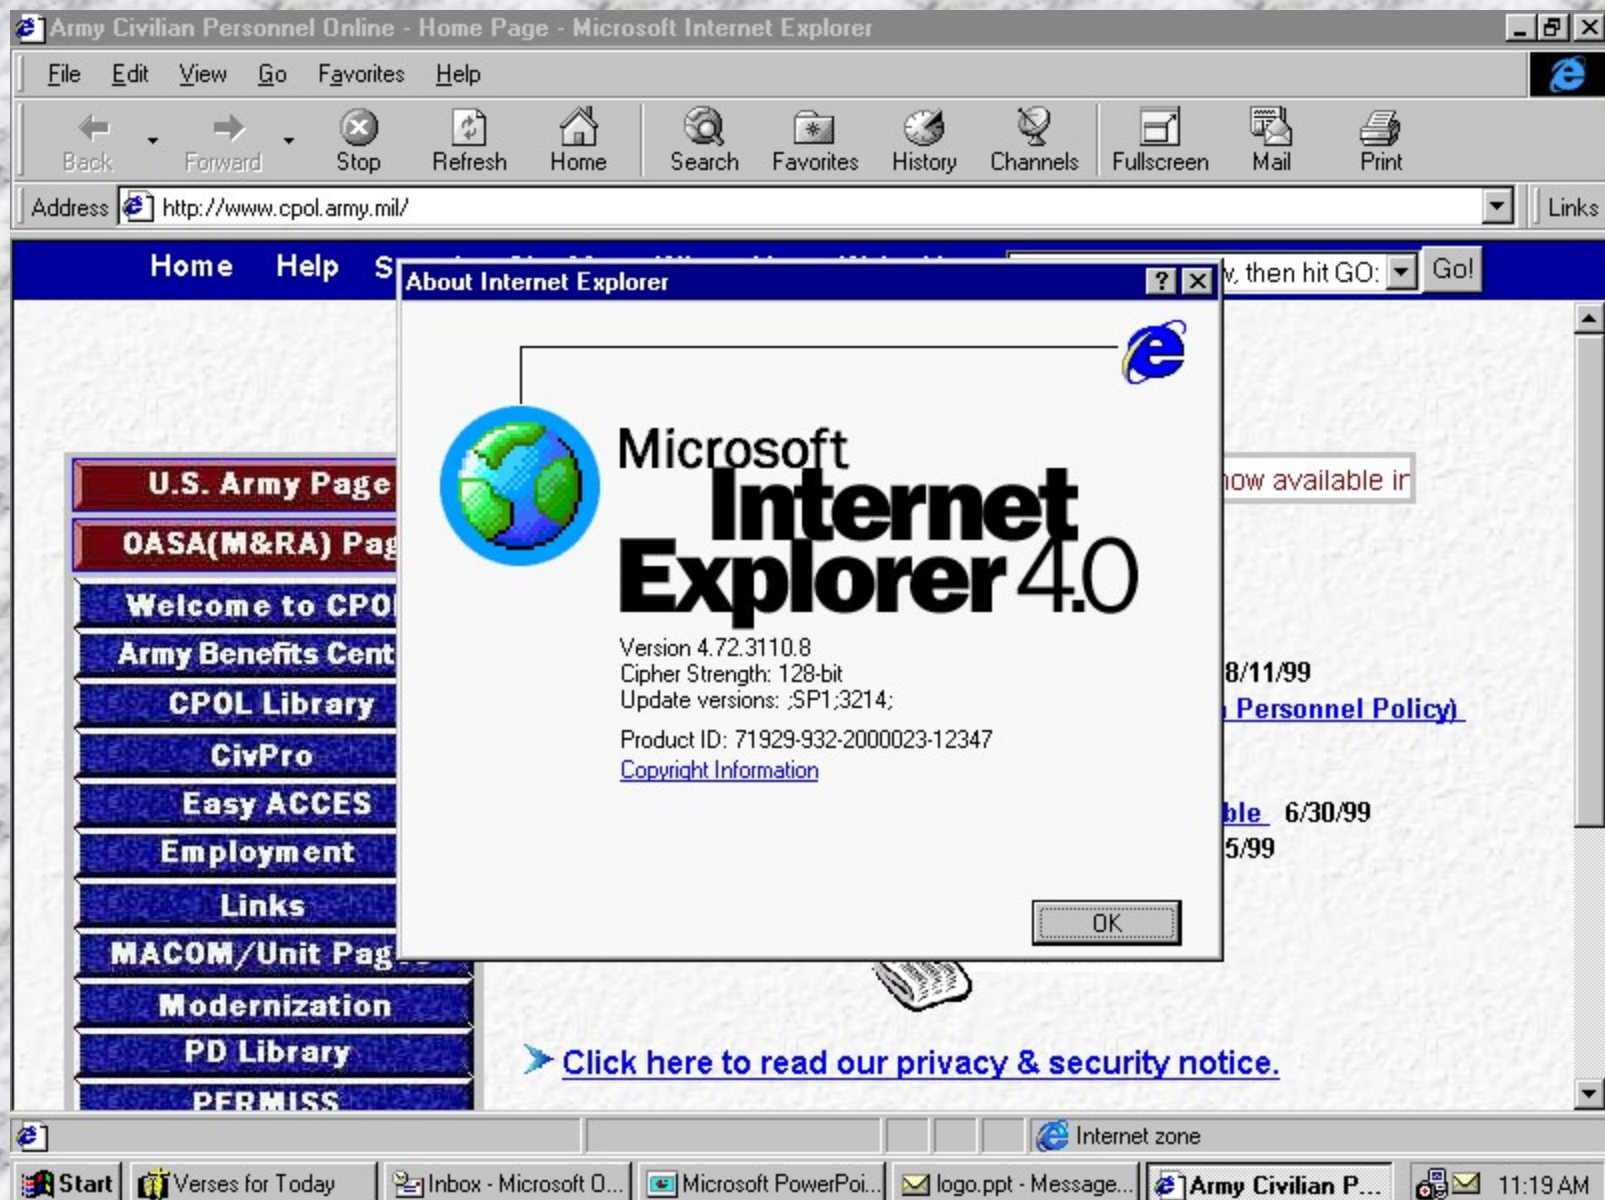 Army Civilian Personnel Online - Home Page - Microsoft Internet Explorer
File Edit View Go Favorites Help
Back Forward Stop Refresh Home Search Favorites History Channels Fullscreen Mail Print
Address http://www.cpol.army.mil/ Links
Home Help , then hit GO: Go!
About Internet Explorer
Microsoft
Internet
Explorer 4.0
Version 4.72.3110.8
Cipher Strength: 128-bit
Update versions: ;SP1;3214;
Product ID: 71929-932-2000023-12347
Copyright Information
OK
U.S. Army Page
OASA(M&RA) Pag
Welcome to CPO
Army Benefits Cent
CPOL Library
CivPro
Easy ACCES
Employment
Links
MACOM/Unit Pag
Modernization
PD Library
PERMISS
available in
8/11/99
Personnel Policy)
ble 6/30/99
5/99
Click here to read our privacy & security notice.
Internet zone
Start Verses for Today Inbox - Microsoft O... Microsoft PowerPoi... logo.ppt - Message... Army Civilian P... 11:19 AM